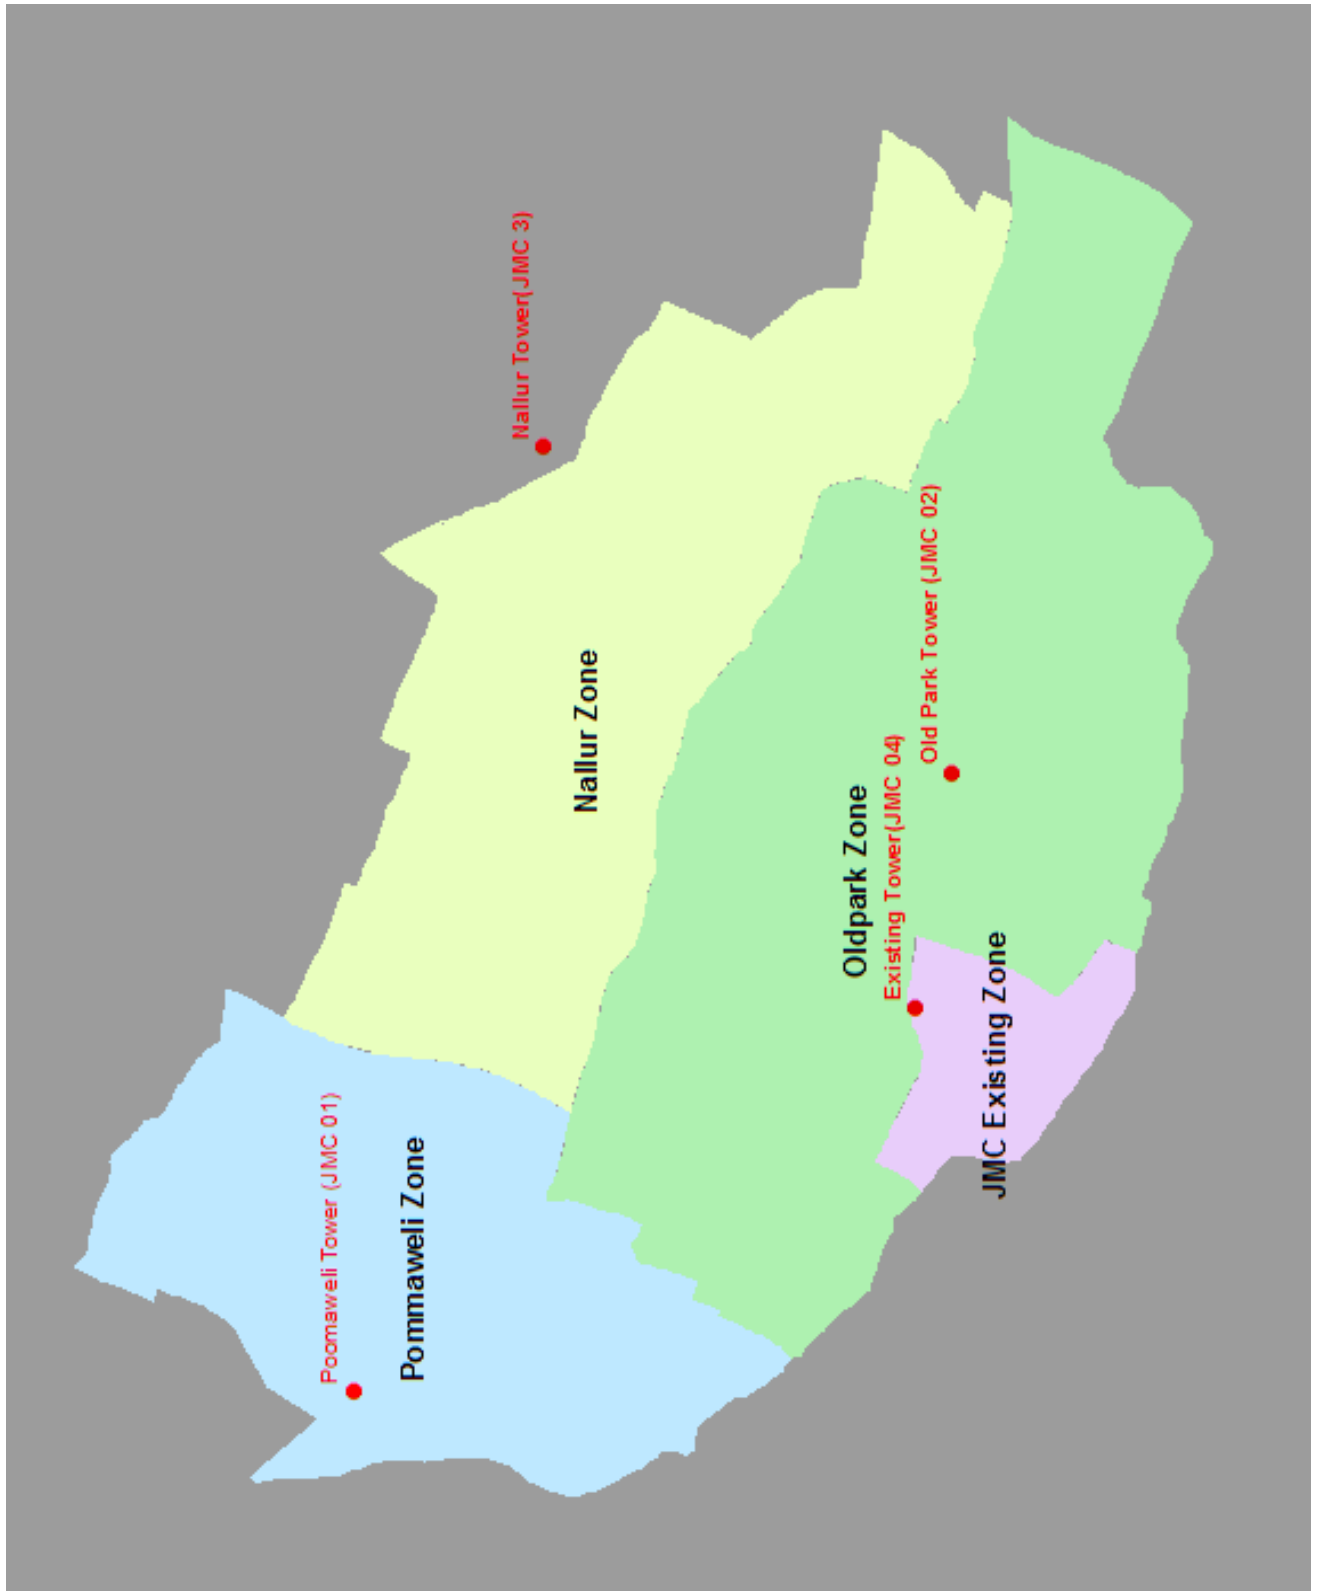 Nallur Tower(JMC 3)
Nallur Zone
Old Park Tower (JMC 02)
Oldpark Zone
Existing Tower(JMC 04)
JMC Existing Zone
Poomaweli Tower (JMC 01)
Pommaweli Zone